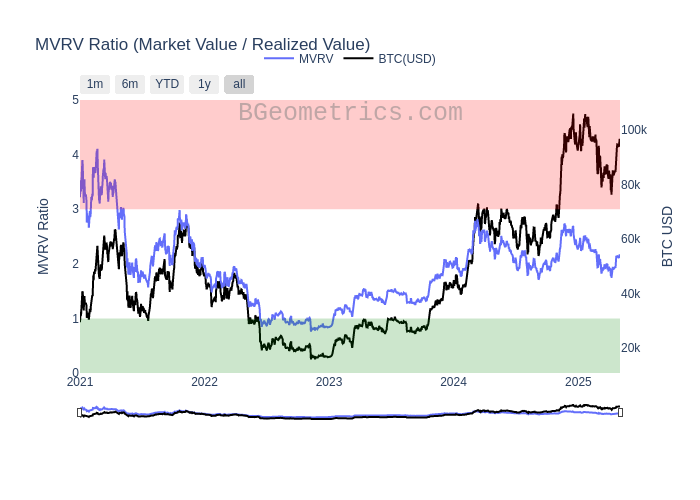 MVRV Ratio (Market Value / Realized Value)
MVRV BTC(USD)
1m 6m YTD 1y all
BGeometrics.com
5
4
3
2
1
0
MVRV Ratio
100k
80k
60k
40k
20k
BTC USD
2021 2022 2023 2024 2025